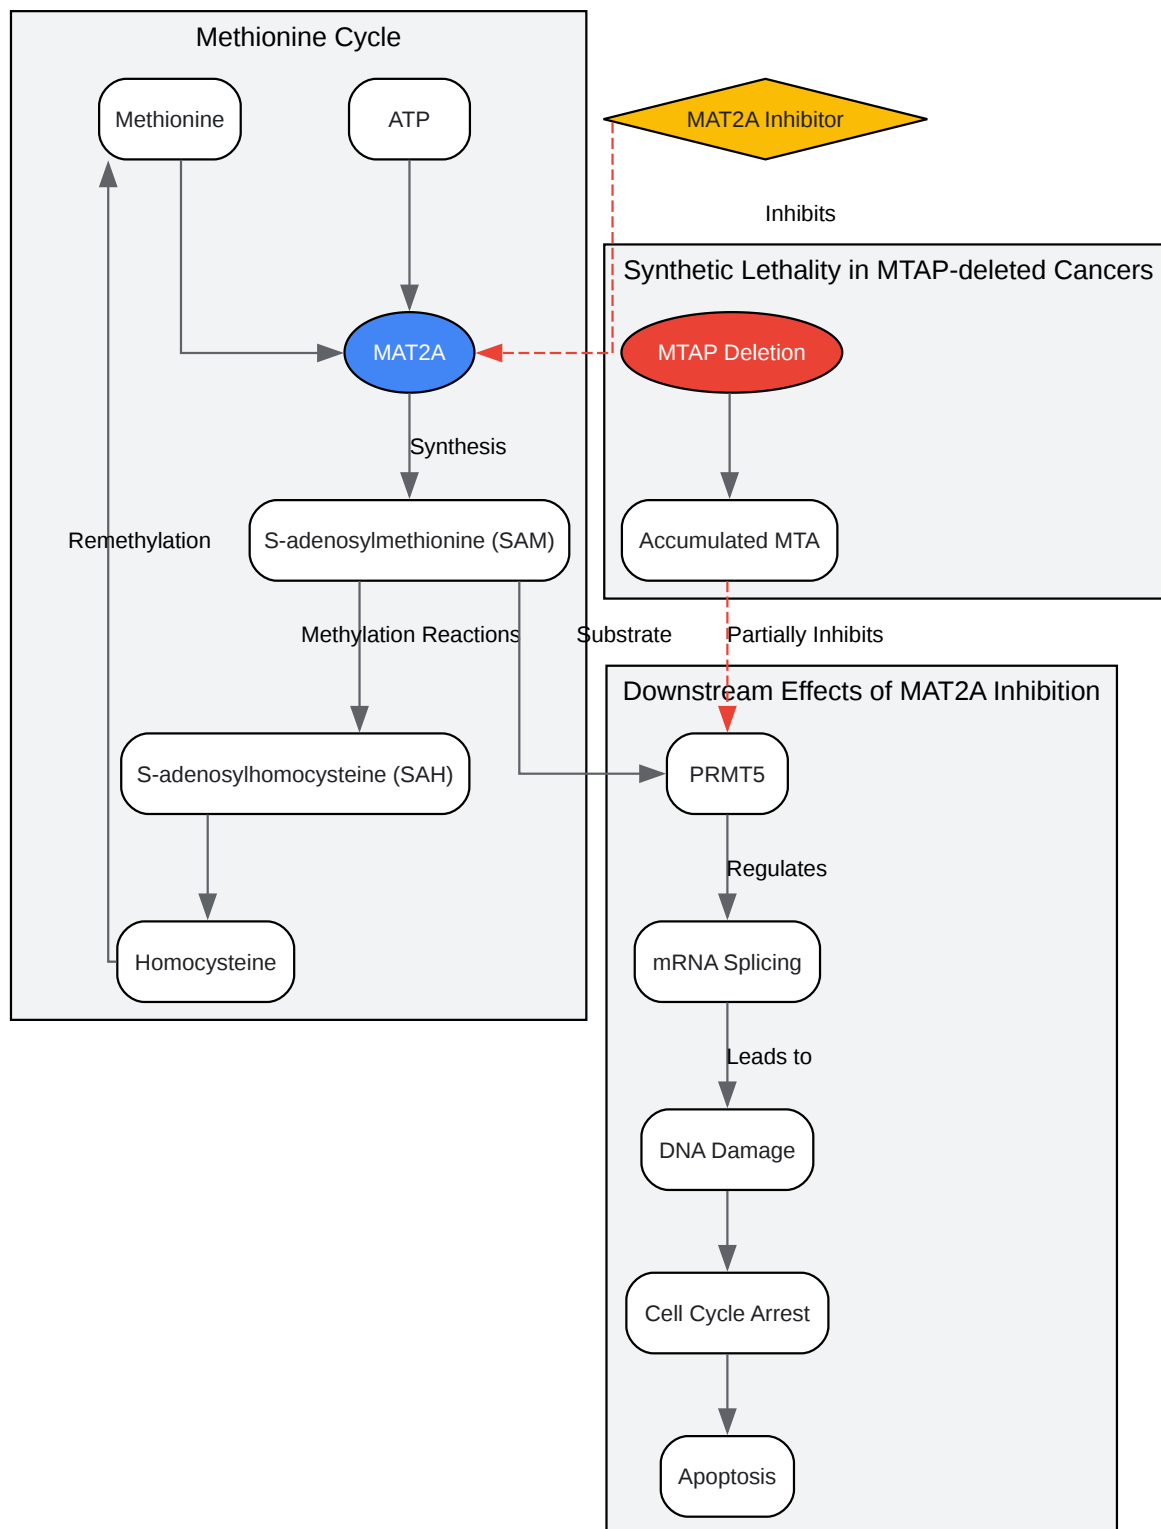 Methionine Cycle
Methionine
ATP
MAT2A Inhibitor
Inhibits
Synthetic Lethality in MTAP-deleted Cancers
MAT2A
MTAP Deletion
Synthesis
Remethylation
S-adenosylmethionine (SAM)
Accumulated MTA
Methylation Reactions
Substrate
Partially Inhibits
Downstream Effects of MAT2A Inhibition
S-adenosylhomocysteine (SAH)
PRMT5
Regulates
Homocysteine
mRNA Splicing
Leads to
DNA Damage
Cell Cycle Arrest
Apoptosis